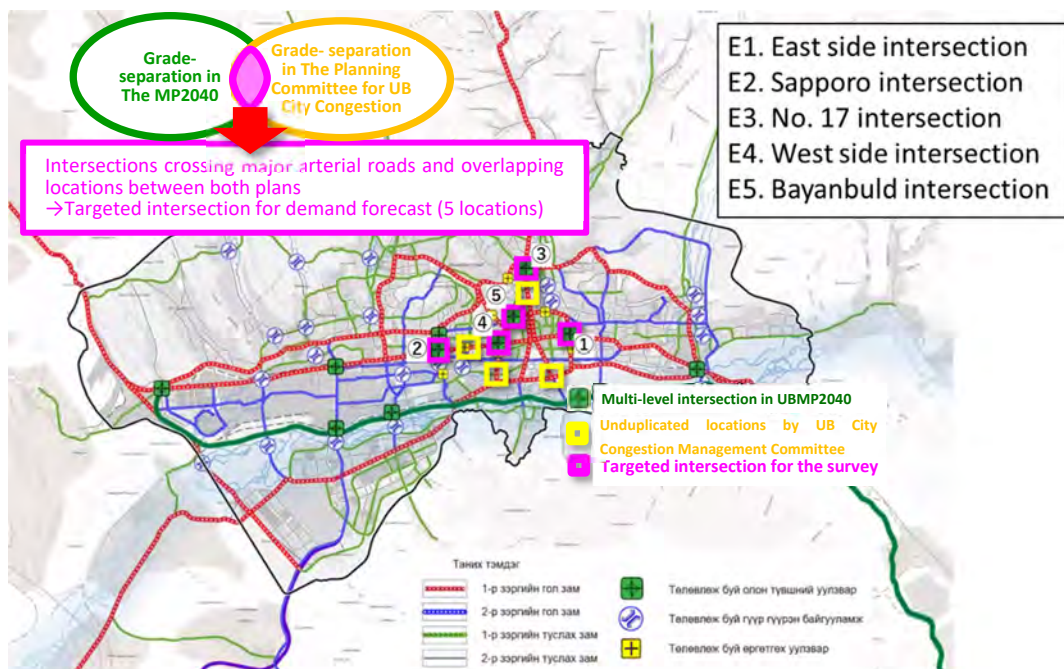 Grade-
separation in
The MP2040
Grade- separation
in The Planning
Committee for UB
City Congestion
Intersections crossing major arterial roads and overlapping
locations between both plans
→Targeted intersection for demand forecast (5 locations)
E1. East side intersection
E2. Sapporo intersection
E3. No. 17 intersection
E4. West side intersection
E5. Bayanbuld intersection
③
⑤
④
①
②
Multi-level intersection in UBMP2040
Unduplicated locations by UB City
Congestion Management Committee
Targeted intersection for the survey
Таних тэмдэг
1-р зэргийн гол зам
2-р зэргийн гол зам
1-р зэргийн туслах зам
2-р зэргийн туслах зам
Төлөвлөж буй олон түвшний уулзвар
Төлөвлөж буй гүүр гүүрэн байгууламж
Төлөвлөж буй өргөтгөх уулзвар